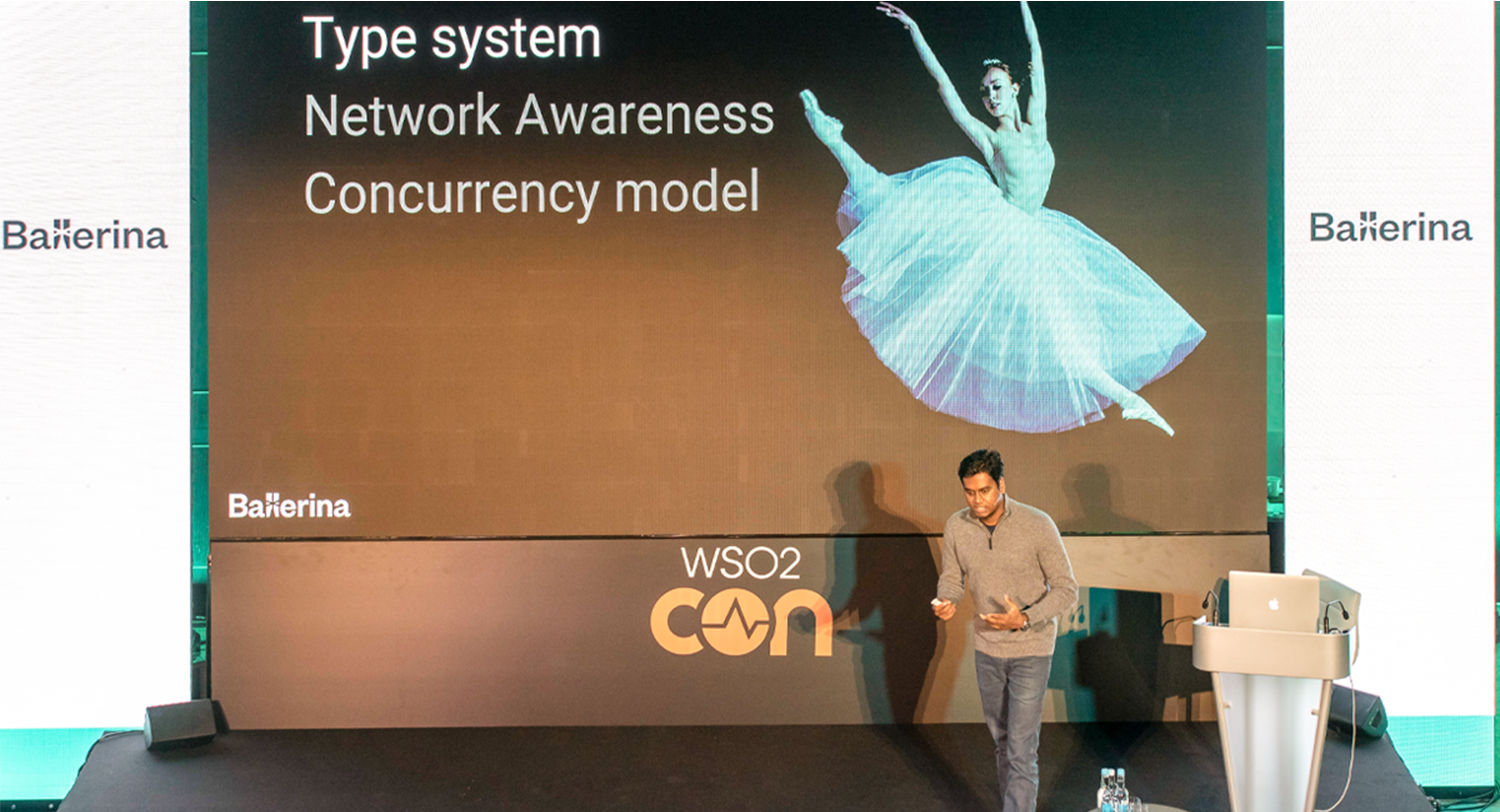 Type system
Network Awareness
Concurrency model
Ballerina
Ballerina
Ballerina
WSO2
con